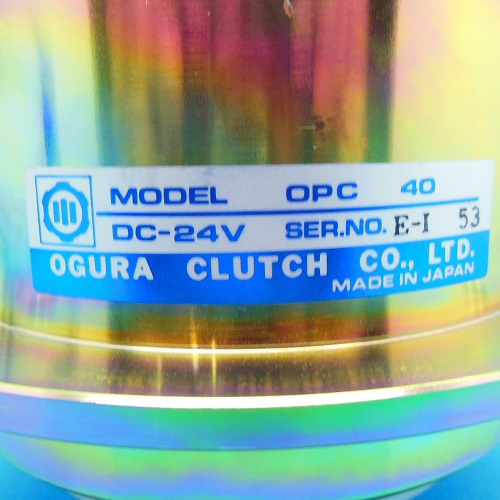 MODEL OPC 40
DC-24V SER.NO. E-I 53
OGURA CLUTCH CO., LTD.
MADE IN JAPAN